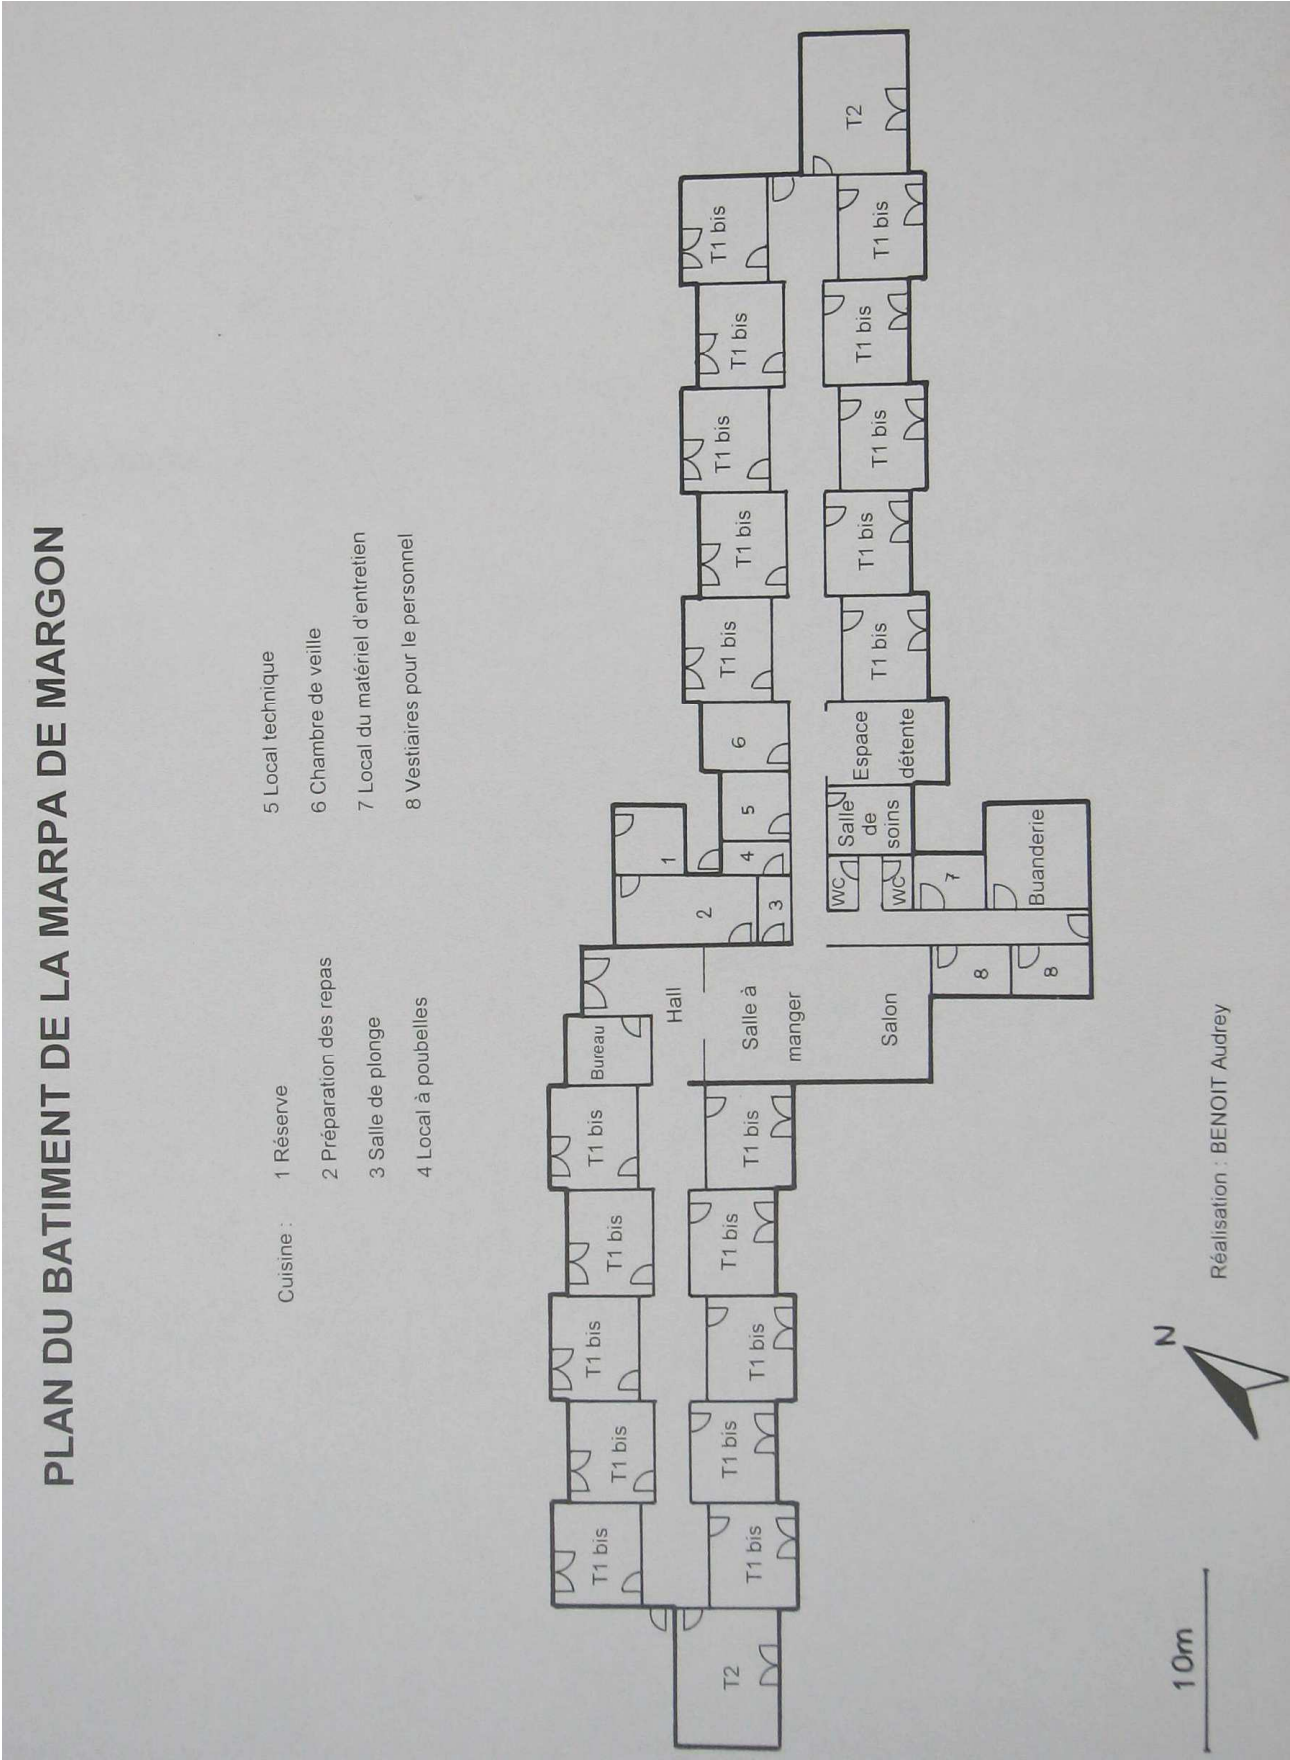 PLAN DU BATIMENT DE LA MARPA DE MARGON
Cuisine :
1 Réserve
2 Préparation des repas
3 Salle de plonge
4 Local à poubelles
5 Local technique
6 Chambre de veille
7 Local du matériel d'entretien
8 Vestiaires pour le personnel
T1 bis
T1 bis
T1 bis
T1 bis
T1 bis
Bureau
Hall
2
1
3
4
5
6
T1 bis
T1 bis
T1 bis
T1 bis
T1 bis
T2
T1 bis
T1 bis
T1 bis
T1 bis
T1 bis
Salle à
manger
Salon
WC
WC
Salle
de
soins
Espace
détente
T1 bis
T1 bis
T1 bis
T1 bis
T1 bis
T2
8
8
7
Buanderie
10m
N
Réalisation : BENOIT Audrey